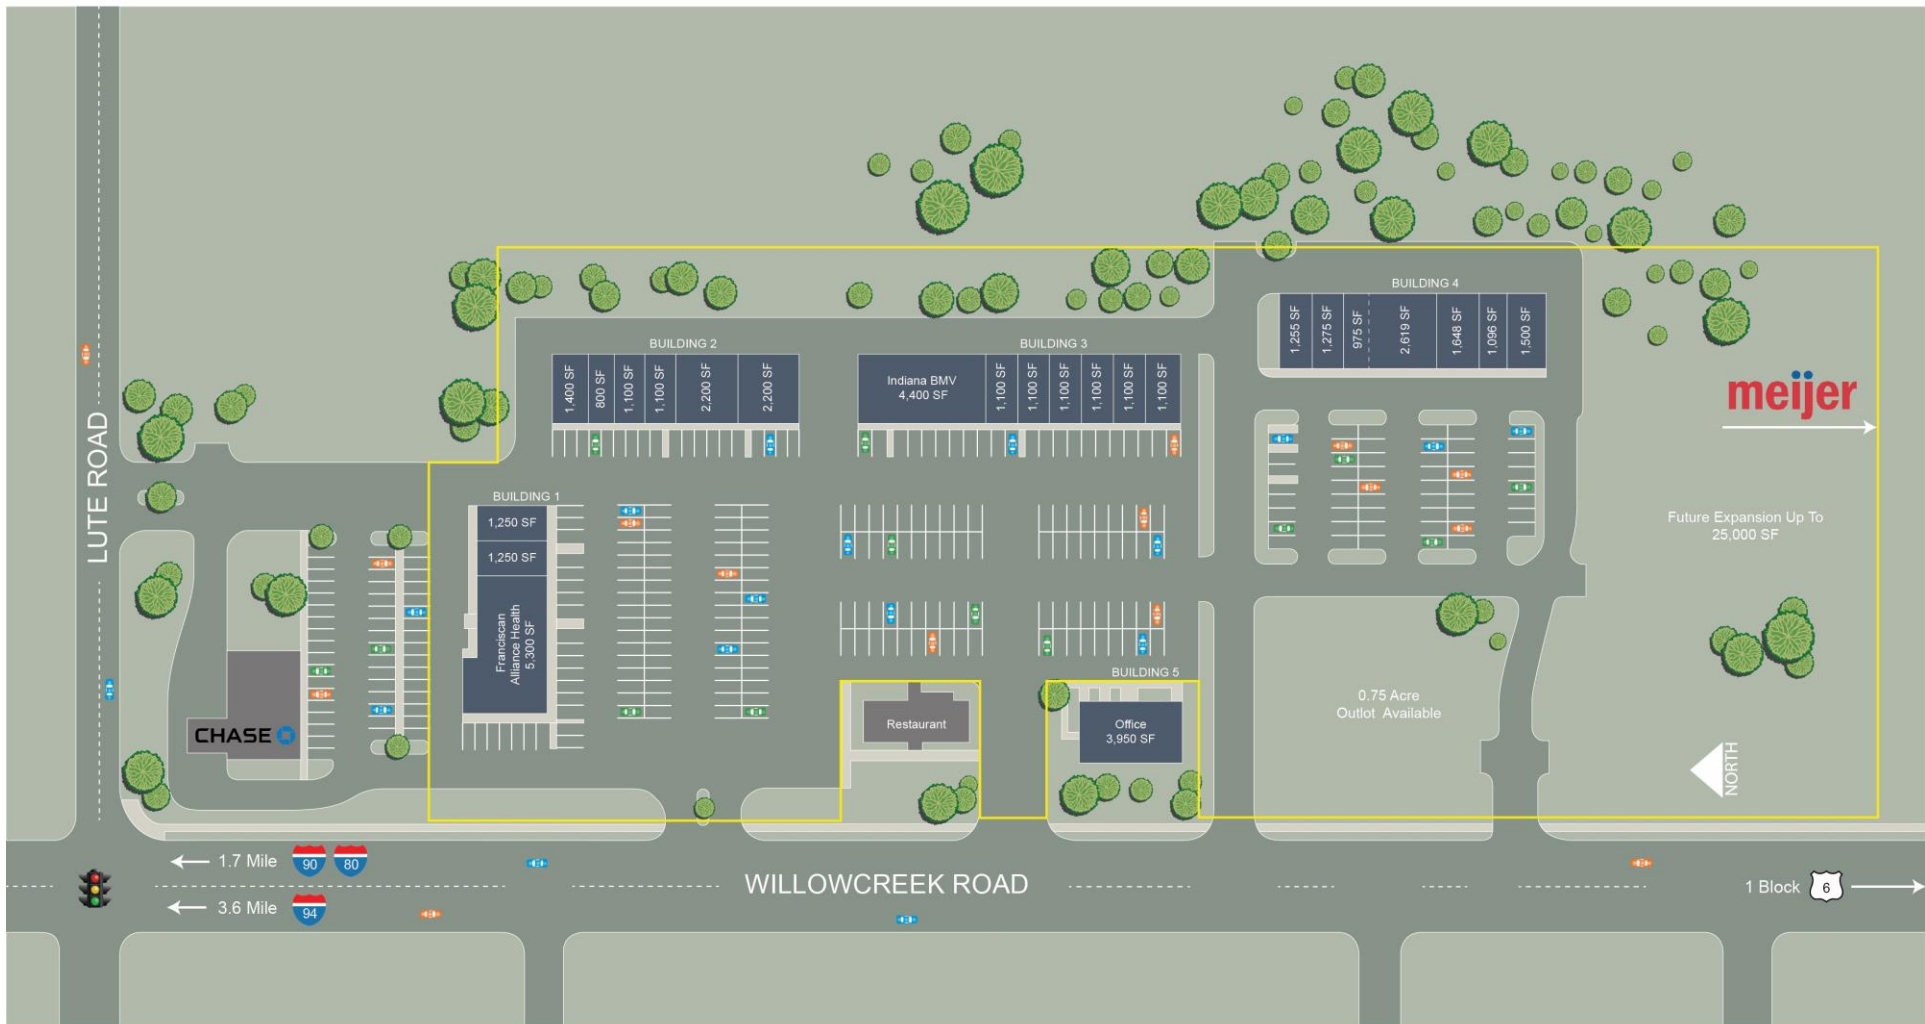 BUILDING 4
1,255 SF
1,275 SF
975 SF
2,619 SF
1,648 SF
1,096 SF
1,500 SF
BUILDING 2
1,400 SF
800 SF
1,100 SF
1,100 SF
2,200 SF
2,200 SF
BUILDING 3
Indiana BMV
4,400 SF
1,100 SF
1,100 SF
1,100 SF
1,100 SF
1,100 SF
1,100 SF
meijer
LUTE ROAD
BUILDING 1
1,250 SF
1,250 SF
Franciscan
Alliance Health
5,300 SF
Future Expansion Up To
25,000 SF
CHASE
Restaurant
BUILDING 5
Office
3,950 SF
0.75 Acre
Outlot Available
NORTH
1.7 Mile
90
80
3.6 Mile
94
WILLOWCREEK ROAD
1 Block
6